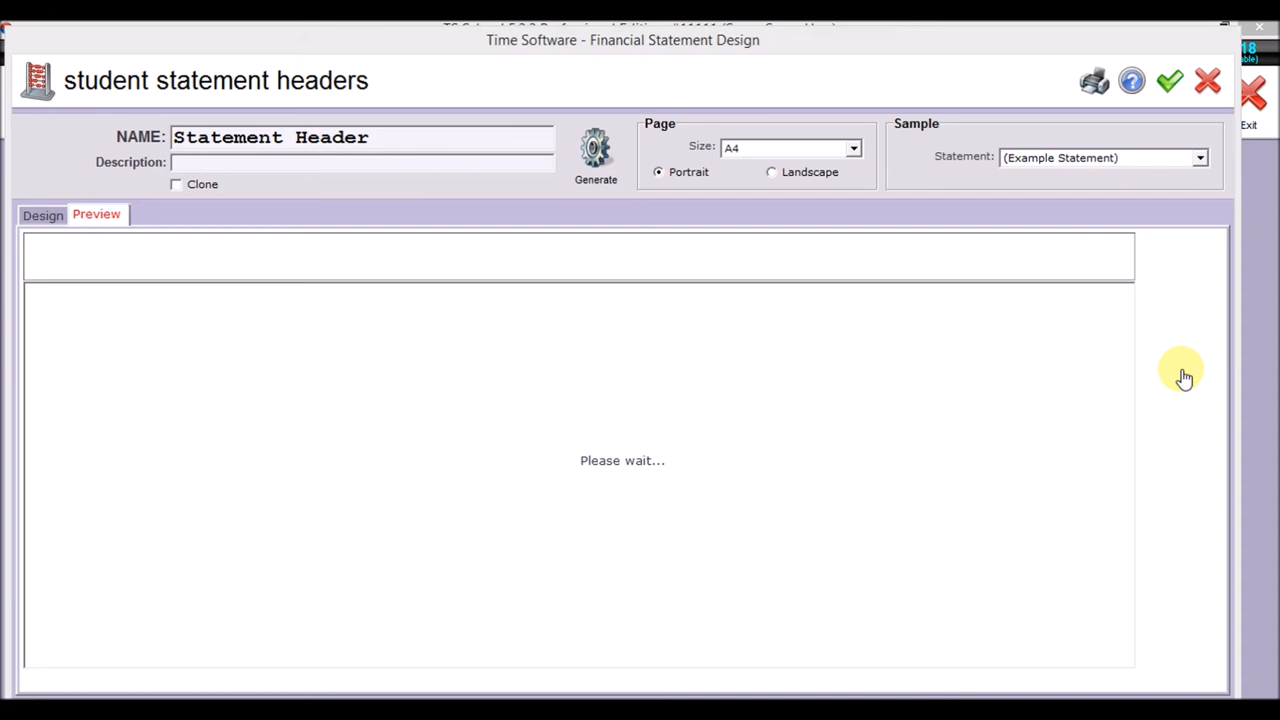 Time Software - Financial Statement Design
18
student statement headers
Exit
NAME: Statement Header
Description:
Clone
Generate
Page
Size: A4
Portrait Landscape
Sample
Statement: (Example Statement)
Design Preview
Please wait...